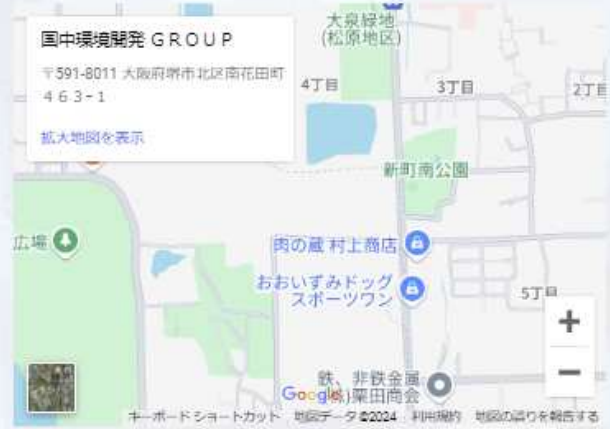 国中環境開発 GROUP
〒591-8011 大阪府堺市北区南花田町
463-1
拡大地図を表示
大泉緑地
(松原地区)
4丁目
3丁目
2丁目
新町南公園
広場
肉の蔵 村上商店
おおいずみドッグ
スポーツワン
5丁目
鉄、非鉄金属
㈱栗田商会
Google
キーボード ショートカット
地図データ ©2024
利用規約
地図の誤りを報告する